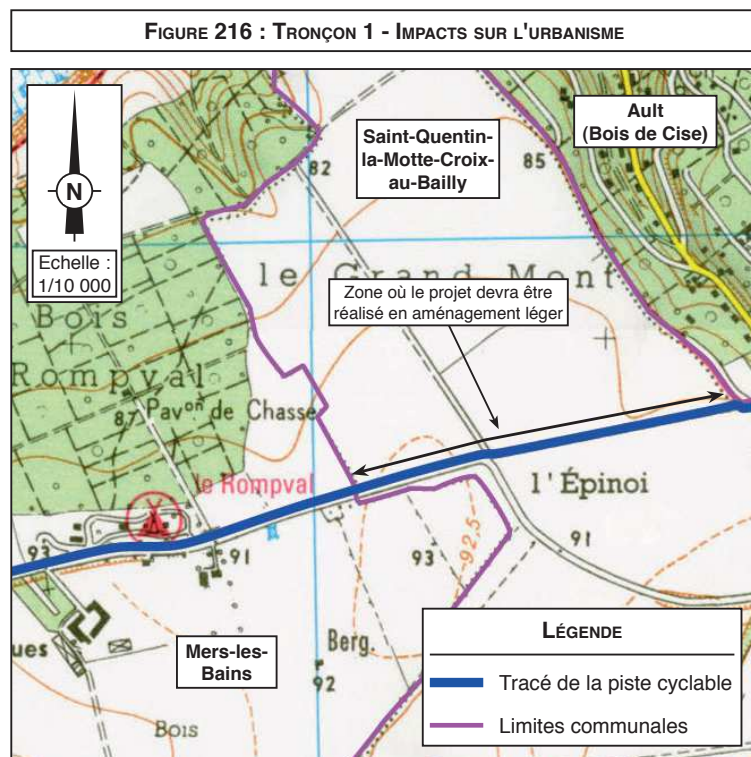 FIGURE 216 : TRONÇON 1 - IMPACTS SUR L'URBANISME
N
Echelle :
1/10 000
Saint-Quentin-
la-Motte-Croix-
au-Bailly
Ault
(Bois de Cise)
82
85
le Grand Mont
Zone où le projet devra être
réalisé en aménagement léger
Bois
Rompval
87
Pavon de Chasse
le Rompval
l'Épinoi
93
91
93
92,5
91
ques
Mers-les-
Bains
Berg.
92
Bois
LÉGENDE
Tracé de la piste cyclable
Limites communales